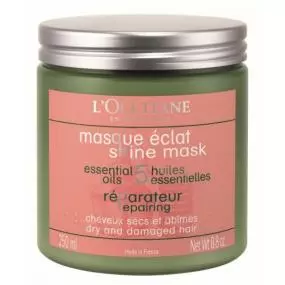 L'OCCITANE
masque éclat
shine mask
essential 5 huiles
oils essentielles
réparateur
repairing
cheveux secs et abîmés
dry and damaged hair
250 ml Net Wt 0.8 oz.
Made in France